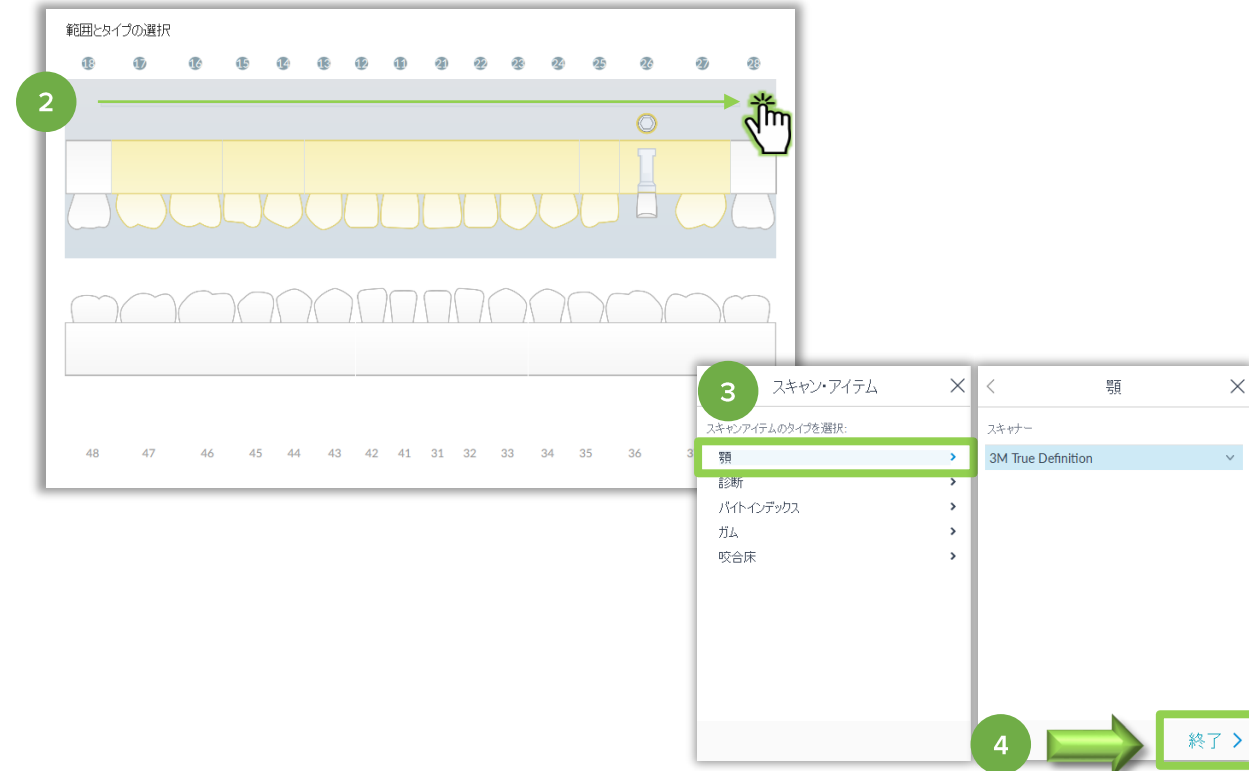 範囲とタイプの選択
18 17 16 15 14 13 12 11 21 22 23 24 25 26 27 28
2
48 47 46 45 44 43 42 41 31 32 33 34 35 36
3
スキャン・アイテム
スキャンアイテムのタイプを選択:
顎
診断
バイトインデックス
ガム
咬合床
顎
スキャナー
3M True Definition
4
終了